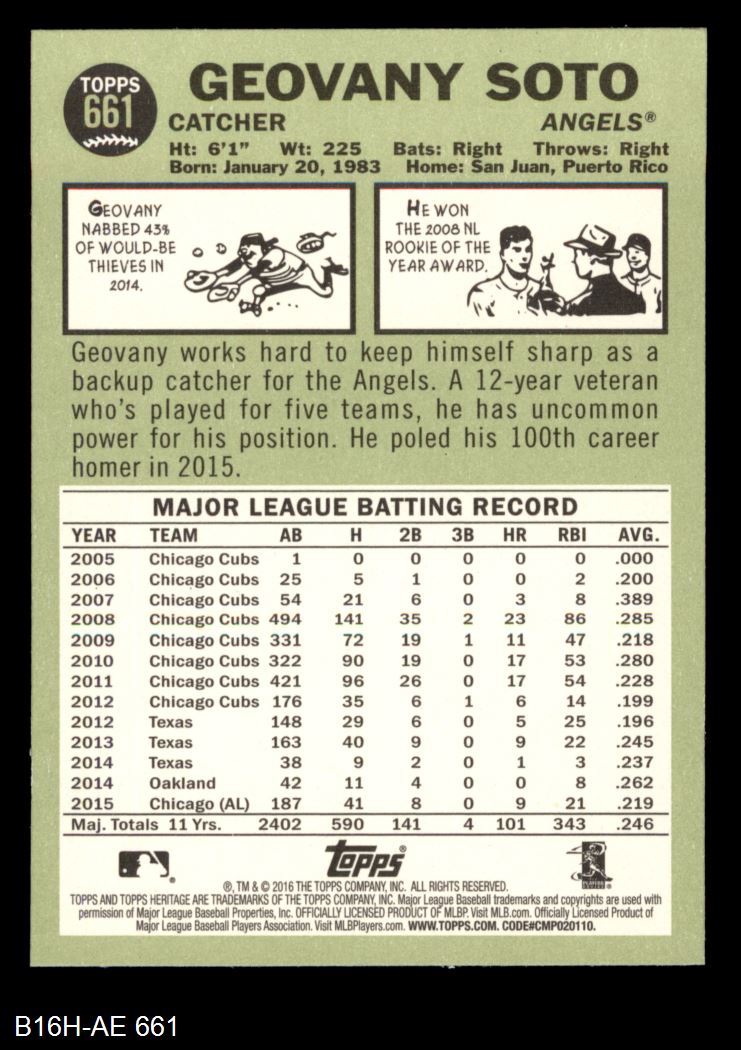 TOPPS
661
GEOVANY SOTO
CATCHER ANGELS®
Ht: 6'1" Wt: 225 Bats: Right Throws: Right
Born: January 20, 1983 Home: San Juan, Puerto Rico
GEOVANY
NABBED 43%
OF WOULD-BE
THIEVES IN
2014.
HE WON
THE 2008 NL
ROOKIE OF THE
YEAR AWARD.
Geovany works hard to keep himself sharp as a
backup catcher for the Angels. A 12-year veteran
who's played for five teams, he has uncommon
power for his position. He poled his 100th career
homer in 2015.
MAJOR LEAGUE BATTING RECORD
YEAR TEAM AB H 2B 3B HR RBI AVG.
2005 Chicago Cubs 1 0 0 0 0 0 .000
2006 Chicago Cubs 25 5 1 0 0 2 .200
2007 Chicago Cubs 54 21 6 0 3 8 .389
2008 Chicago Cubs 494 141 35 2 23 86 .285
2009 Chicago Cubs 331 72 19 1 11 47 .218
2010 Chicago Cubs 322 90 19 0 17 53 .280
2011 Chicago Cubs 421 96 26 0 17 54 .228
2012 Chicago Cubs 176 35 6 1 6 14 .199
2012 Texas 148 29 6 0 5 25 .196
2013 Texas 163 40 9 0 9 22 .245
2014 Texas 38 9 2 0 1 3 .237
2014 Oakland 42 11 4 0 0 8 .262
2015 Chicago (AL) 187 41 8 0 9 21 .219
Maj. Totals 11 Yrs. 2402 590 141 4 101 343 .246
Topps®
®, TM & © 2016 THE TOPPS COMPANY, INC. ALL RIGHTS RESERVED.
TOPPS AND TOPPS HERITAGE ARE TRADEMARKS OF THE TOPPS COMPANY, INC. Major League Baseball trademarks and copyrights are used with
permission of Major League Baseball Properties, Inc. OFFICIALLY LICENSED PRODUCT OF MLBP. Visit MLB.com. Officially Licensed Product of
Major League Baseball Players Association. Visit MLBPlayers.com. WWW.TOPPS.COM. CODE#CMP020110.
B16H-AE 661